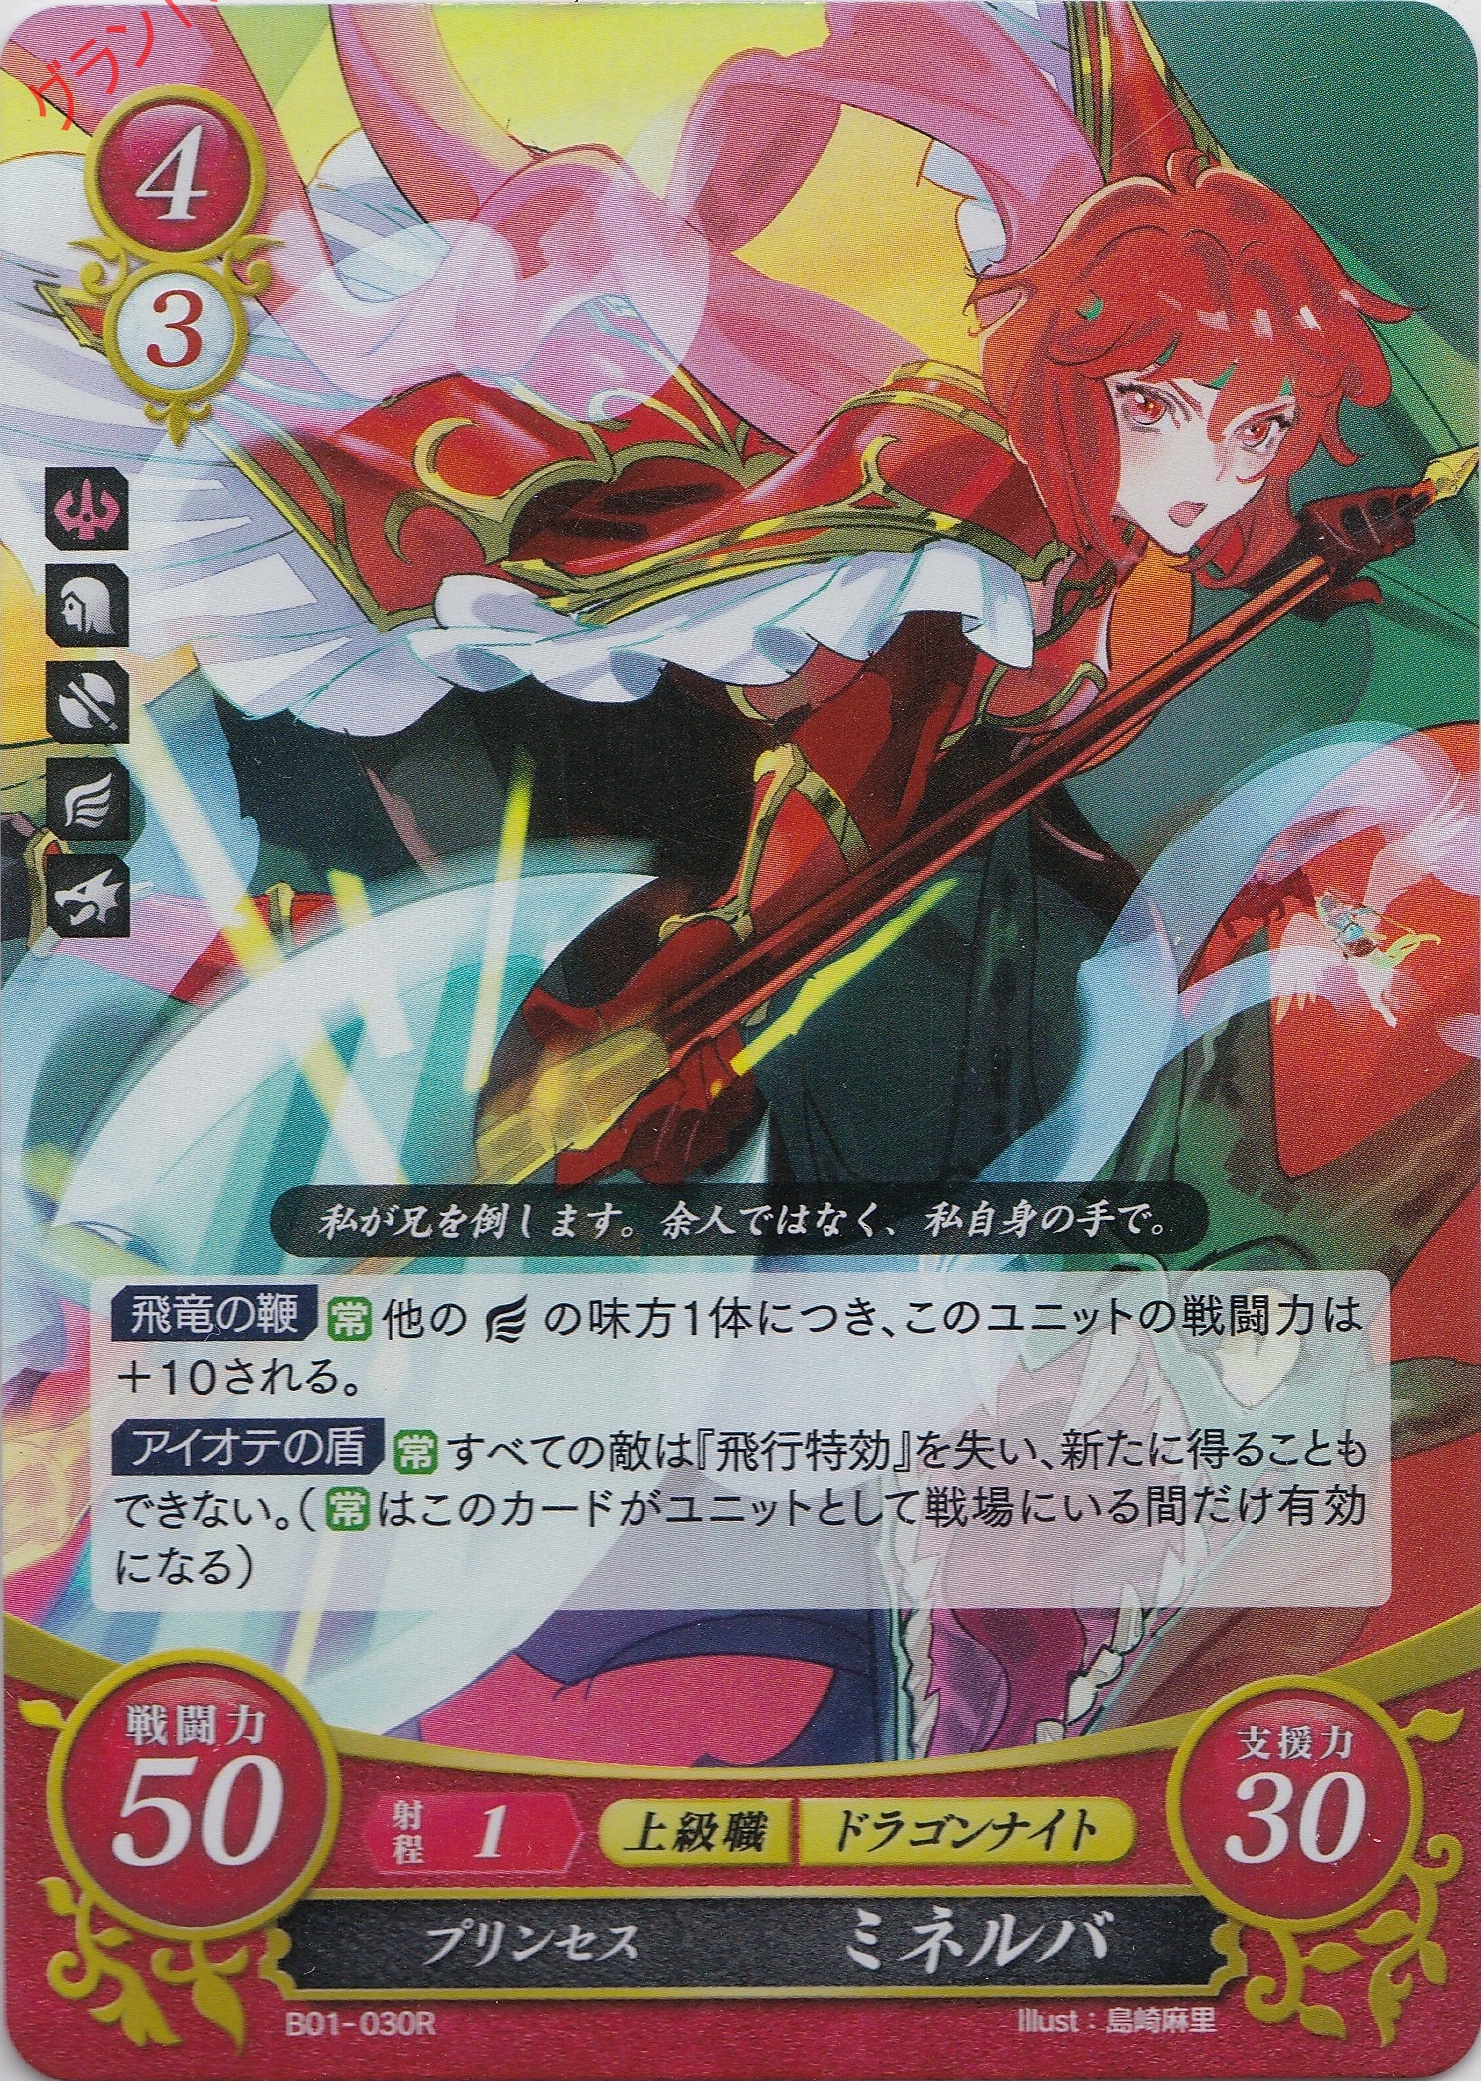 グラント
4
3
私が兄を倒します。余人ではなく、私自身の手で。
飛竜の鞭 常 他の の味方1体につき、このユニットの戦闘力は
+10される。
アイオテの盾 常 すべての敵は『飛行特効』を失い、新たに得ることも
できない。(常はこのカードがユニットとして戦場にいる間だけ有効
になる)
戦闘力
50
射程 1
上級職 ドラゴンナイト
支援力
30
プリンセス ミネルバ
B01-030R
Illust:島崎麻里